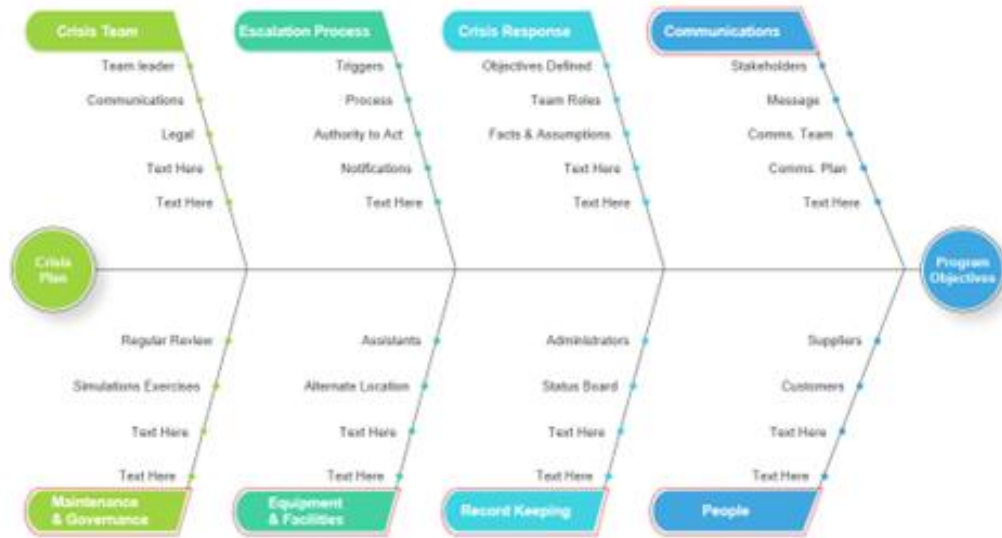 Crisis Team
Escalation Process
Crisis Response
Communications
Team leader
Triggers
Objectives Defined
Stakeholders
Communications
Process
Team Roles
Message
Legal
Authority to Act
Facts & Assumptions
Comms. Team
Text Here
Notifications
Text Here
Comms. Plan
Text Here
Text Here
Text Here
Text Here
Crisis
Plan
Program
Objectives
Regular Review
Assistants
Administrators
Suppliers
Simulations Exercises
Alternate Location
Status Board
Customers
Text Here
Text Here
Text Here
Text Here
Text Here
Text Here
Text Here
Text Here
Maintenance
& Governance
Equipment
& Facilities
Record Keeping
People